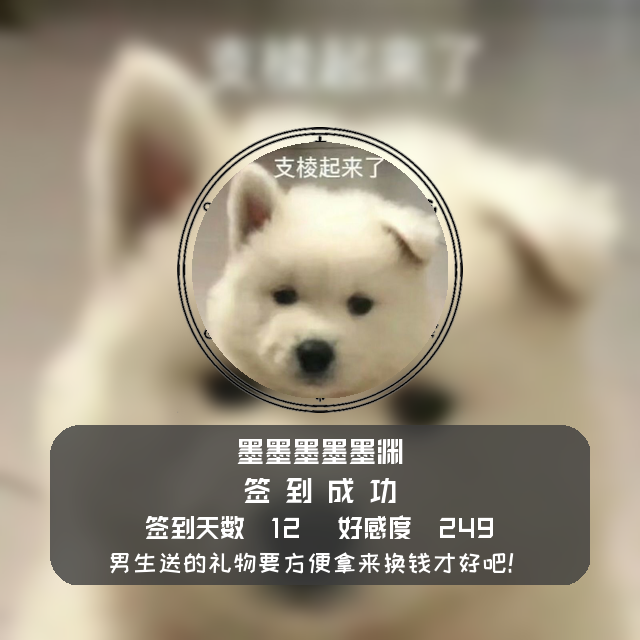 支棱起来了
支棱起来了
墨墨墨墨墨渊
签到成功
签到天数 12 好感度 249
男生送的礼物要方便拿来换钱才好吧!